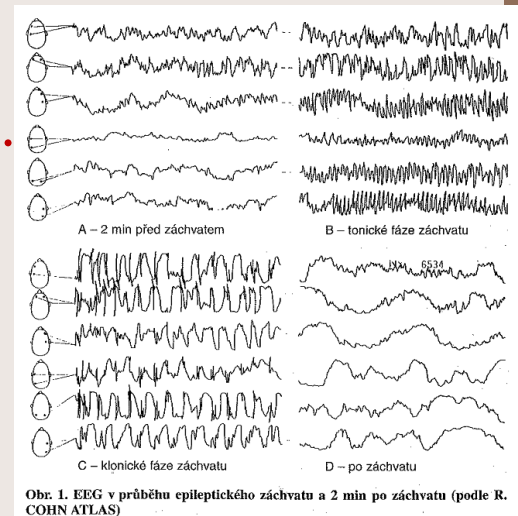 A – 2 min před záchvatem
B – tonické fáze záchvatu
6534
C – klonické fáze záchvatu
D – po záchvatu
Obr. 1. EEG v průběhu epileptického záchvatu a 2 min po záchvatu (podle R.
COHN ATLAS)